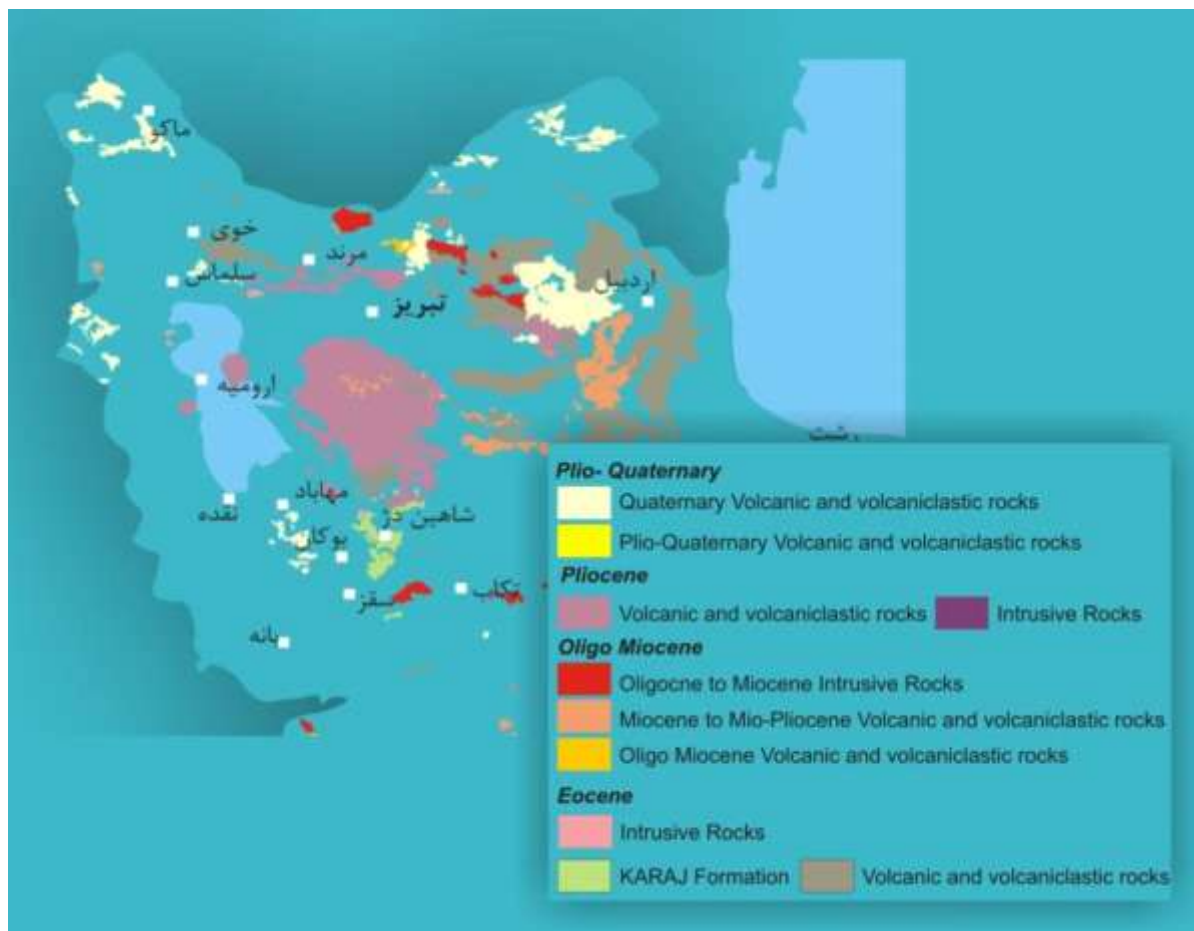 ماکو
خوی
مرند
سلماس
اردبیل
تبریز
ارومیه
رشت
مهاباد
نقده
شاهین دژ
بوکان
تکاب
سقز
بانه
Plio- Quaternary
Quaternary Volcanic and volcaniclastic rocks
Plio-Quaternary Volcanic and volcaniclastic rocks
Pliocene
Volcanic and volcaniclastic rocks Intrusive Rocks
Oligo Miocene
Oligocne to Miocene Intrusive Rocks
Miocene to Mio-Pliocene Volcanic and volcaniclastic rocks
Oligo Miocene Volcanic and volcaniclastic rocks
Eocene
Intrusive Rocks
KARAJ Formation Volcanic and volcaniclastic rocks